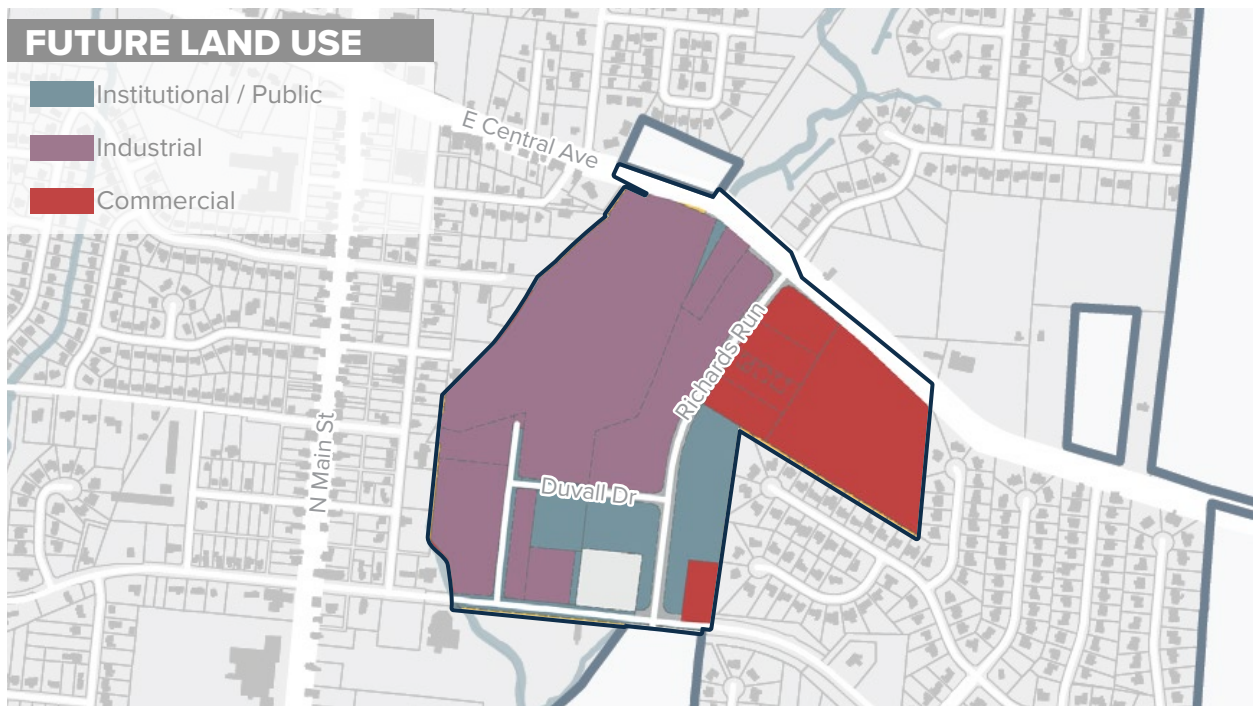 FUTURE LAND USE
Institutional / Public
Industrial
Commercial
E Central Ave
Richards Run
N Main St
Duvall Dr